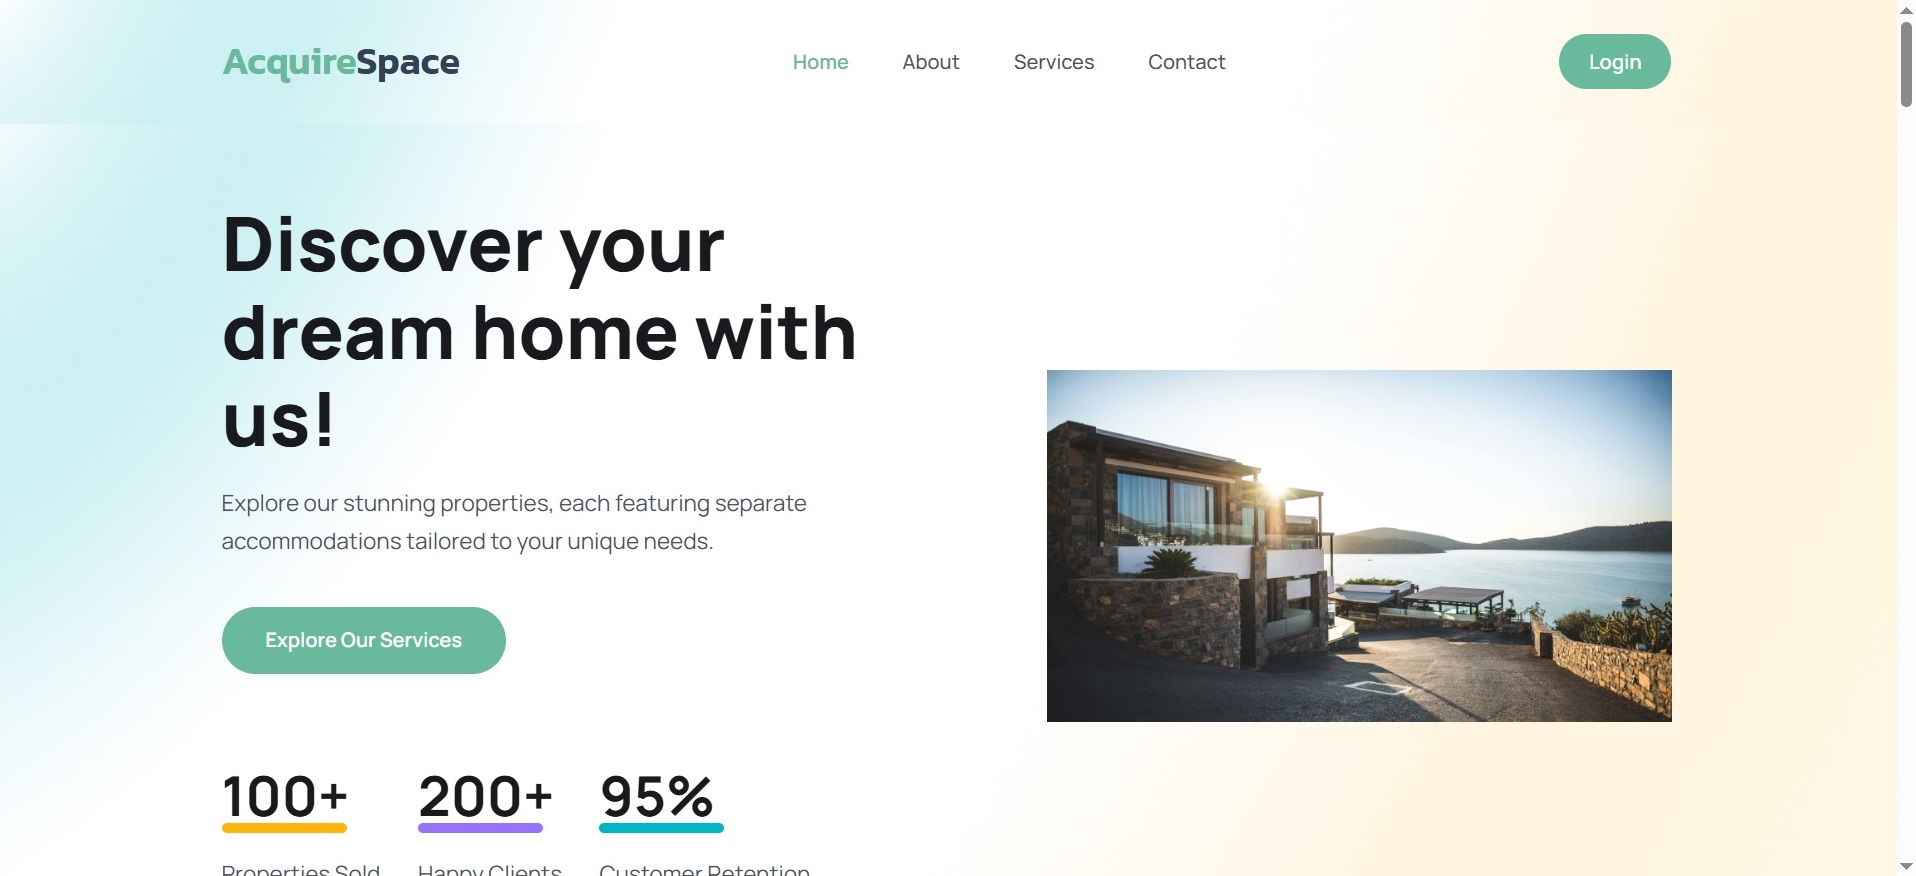 AcquireSpace
Home
About
Services
Contact
Login
Discover your
dream home with
us!
Explore our stunning properties, each featuring separate
accommodations tailored to your unique needs.
Explore Our Services
100+
200+
95%
Properties Sold
Happy Clients
Customer Retention